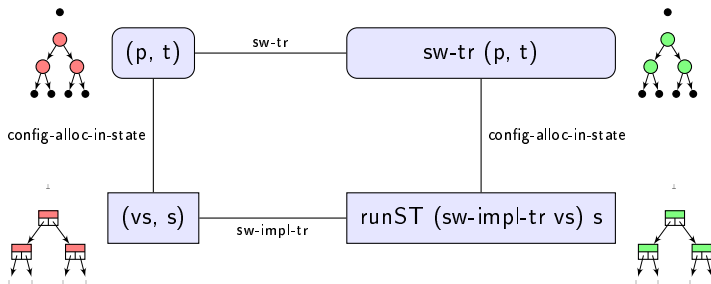 (p, t)
sw-tr
sw-tr (p, t)
config-alloc-in-state
config-alloc-in-state
⊥
⊥
(vs, s)
sw-impl-tr
runST (sw-impl-tr vs) s